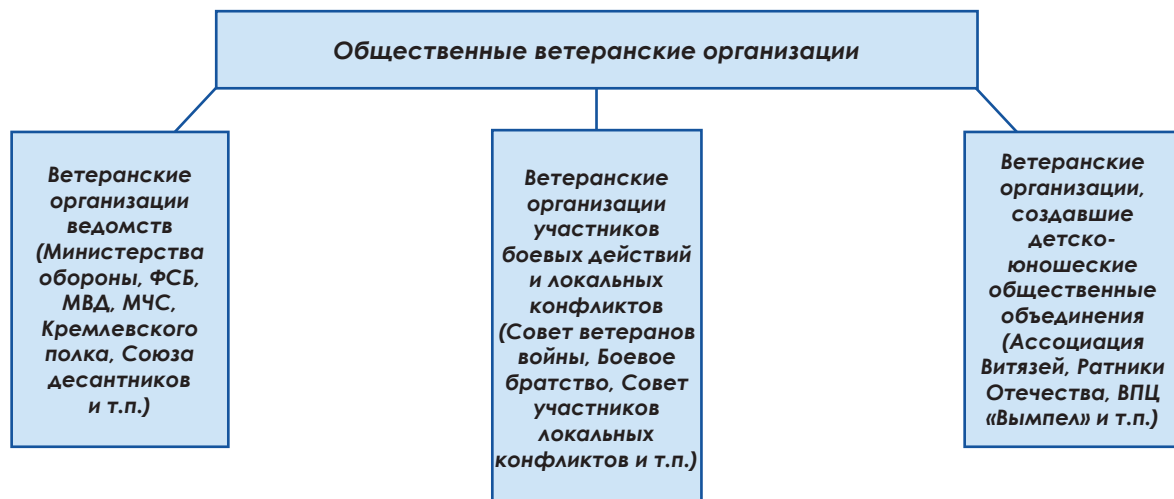 Общественные ветеранские организации
Ветеранские
организации
ведомств
(Министерства
обороны, ФСБ,
МВД, МЧС,
Кремлевского
полка, Союза
десантников
и т.п.)
Ветеранские
организации
участников
боевых действий
и локальных
конфликтов
(Совет ветеранов
войны, Боевое
братство, Совет
участников
локальных
конфликтов и т.п.)
Ветеранские
организации,
создавшие
детско-
юношеские
общественные
объединения
(Ассоциация
Витязей, Ратники
Отечества, ВПЦ
«Вымпел» и т.п.)